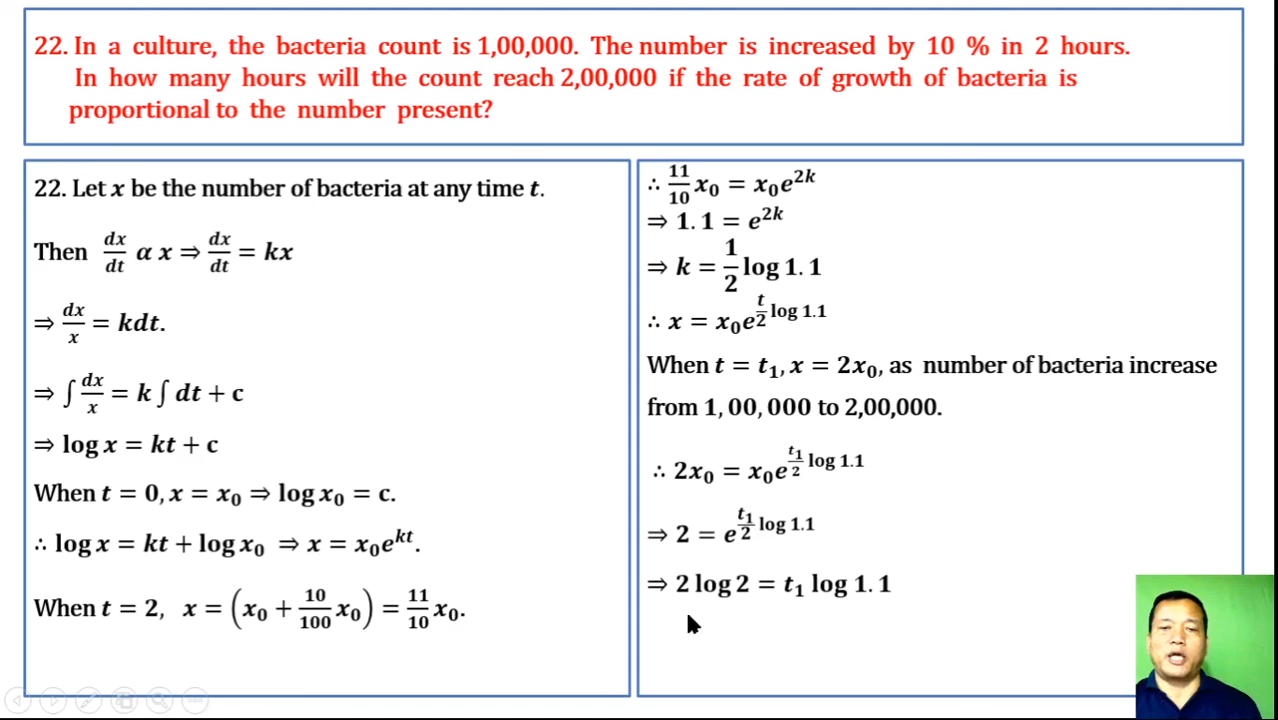 22. In a culture, the bacteria count is 1,00,000. The number is increased by 10 % in 2 hours.
In how many hours will the count reach 2,00,000 if the rate of growth of bacteria is
proportional to the number present?
22. Let x be the number of bacteria at any time t.
Then dx/dt α x ⇒ dx/dt = kx
⇒ dx/x = kdt.
⇒ ∫ dx/x = k ∫ dt + c
⇒ log x = kt + c
When t = 0, x = x₀ ⇒ log x₀ = c.
∴ log x = kt + log x₀ ⇒ x = x₀e^{kt}.
When t = 2, x = (x₀ + 10/100 x₀) = 11/10 x₀.
∴ 11/10 x₀ = x₀e^{2k}
⇒ 1.1 = e^{2k}
⇒ k = 1/2 log 1.1
∴ x = x₀e^{t/2 log 1.1}
When t = t₁, x = 2x₀, as number of bacteria increase
from 1,00,000 to 2,00,000.
∴ 2x₀ = x₀e^{t₁/2 log 1.1}
⇒ 2 = e^{t₁/2 log 1.1}
⇒ 2 log 2 = t₁ log 1.1